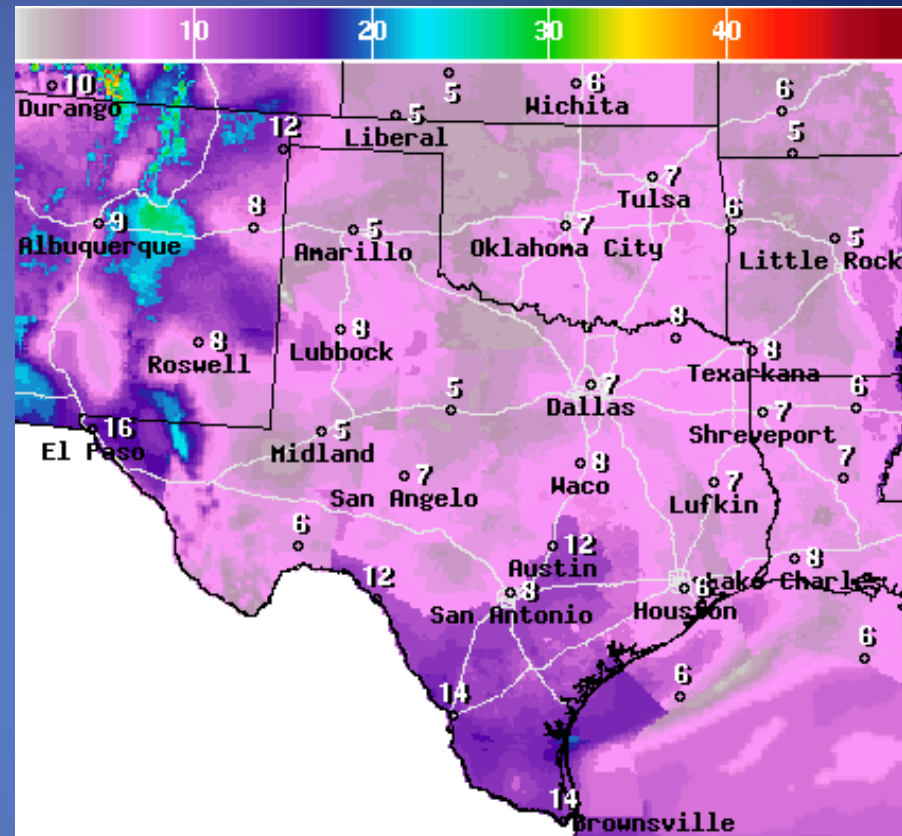 10 20 30 40
10 5 6 6
Durango Wichita
12 5 5
Liberal
7
Tulsa
9 8 5 7 6 5
Albuquerque Amarillo Oklahoma City Little Rock
8 8 8 8
Roswell Lubbock Texarkana
7 5 7 6
Dallas Shreveport
16 5
El Paso Midland
7 8 7 7
San Angelo Waco Lufkin
6 12 8
Austin Lake Charles
12 8 6
San Antonio Houston
6
14 6
14
Brownsville